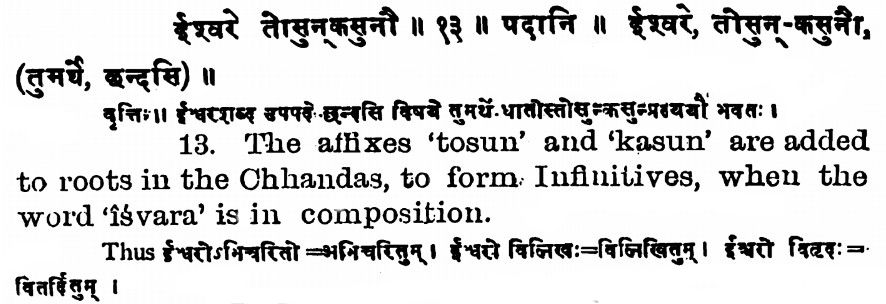 ईश्वरे तोसुन्कसुनौ ॥ १३ ॥ पदानि ॥ ईश्वरे, तोसुन्-कसुनौ,
(तुमर्थे, छन्दसि) ॥
वृत्तिः॥ ईश्वरशब्द उपपदे छन्दसि विषये तुमर्थे धातोस्तोसुन्कसुन्प्रत्ययौ भवतः ।
13. The affixes ‘tosun’ and ‘kasun’ are added
to roots in the Chhandas, to form Infinitives, when the
word ‘îśvara’ is in composition.
Thus ईश्वरोऽभिचरितो =अभिचरितुम् । ईश्वरो विलिखः=विलिखितुम् । ईश्वरो वितृदः =
वितर्दितुम् ।